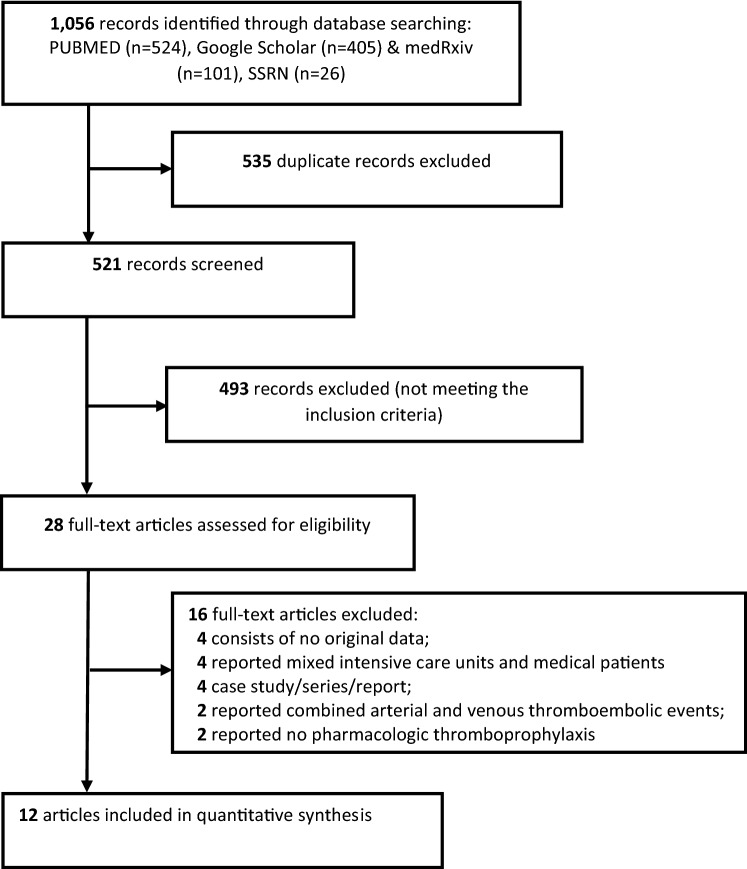 1,056 records identified through database searching:
PUBMED (n=524), Google Scholar (n=405) & medRxiv
(n=101), SSRN (n=26)
535 duplicate records excluded
521 records screened
493 records excluded (not meeting the
inclusion criteria)
28 full-text articles assessed for eligibility
16 full-text articles excluded:
4 consists of no original data;
4 reported mixed intensive care units and medical patients
4 case study/series/report;
2 reported combined arterial and venous thromboembolic events;
2 reported no pharmacologic thromboprophylaxis
12 articles included in quantitative synthesis